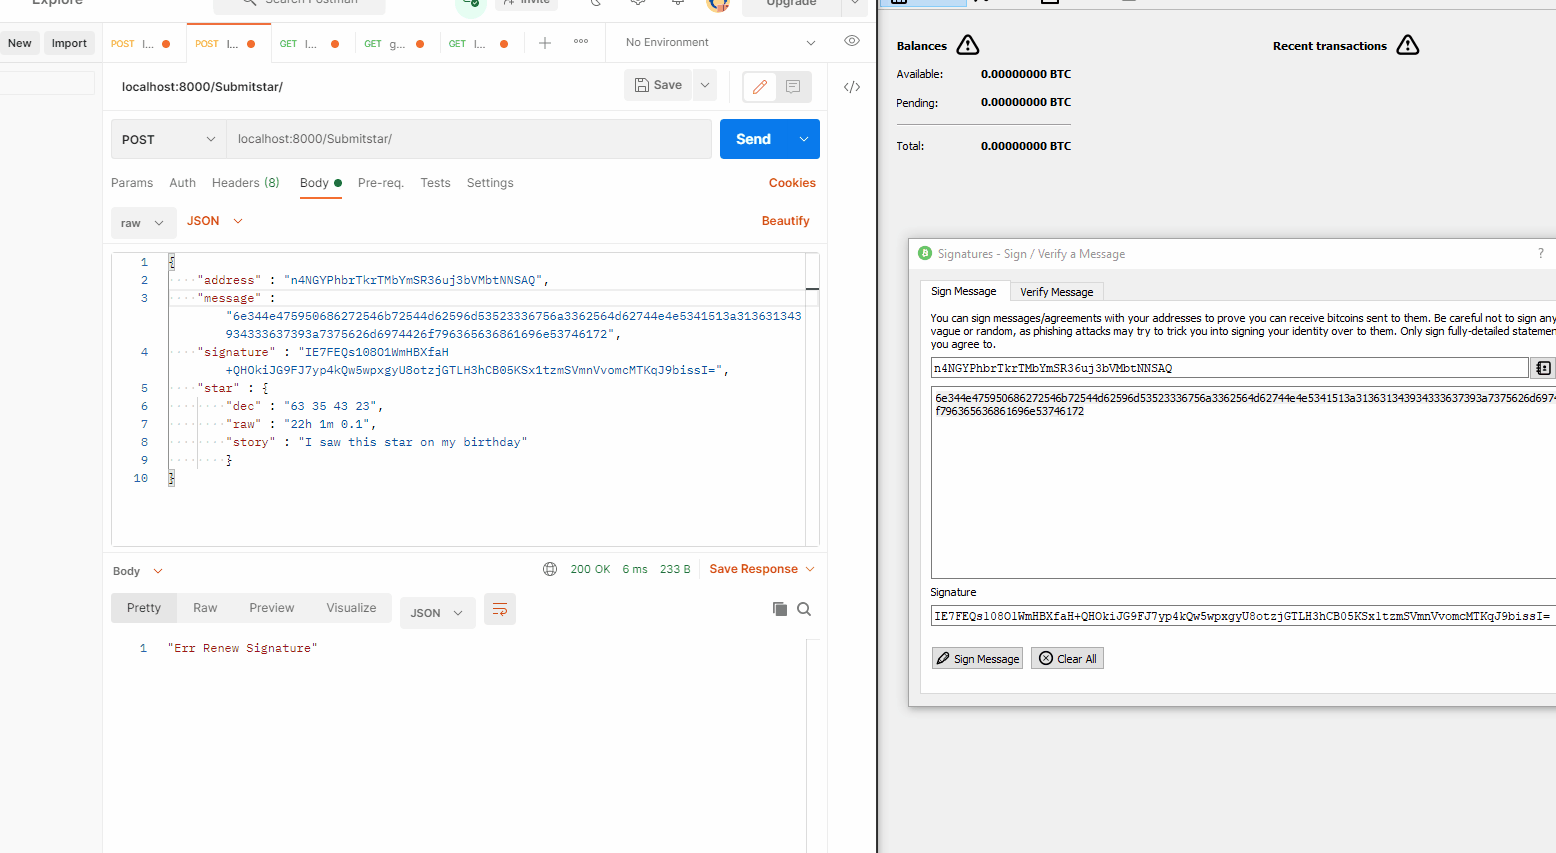 Explore
Search Postman
Invite
Upgrade
New
Import
POST l...
POST l...
GET l...
GET g...
GET l...
No Environment
localhost:8000/Submitstar/
Save
POST
localhost:8000/Submitstar/
Send
Params
Auth
Headers (8)
Body
Pre-req.
Tests
Settings
Cookies
raw
JSON
Beautify
1 {
2 "address" : "n4NGYPhbrTkrTMbYmSR36uj3bVMbtNNSAQ",
3 "message" :
"6e344e475950686272546b72544d62596d53523336756a3362564d62744e4e5341513a313631343
934333637393a7375626d6974426f796365636861696e53746172",
4 "signature" : "IE7FEQs108O1WmHBXfaH
+QHOkiJG9FJ7yp4kQw5wpxgyU8otzjGTLH3hCB05KSx1tzmSVmnVvomcMTKqJ9bissI=",
5 "star" : {
6 "dec" : "63 35 43 23",
7 "raw" : "22h 1m 0.1",
8 "story" : "I saw this star on my birthday"
9 }
10 }
Body
200 OK
6 ms
233 B
Save Response
Pretty
Raw
Preview
Visualize
JSON
1 "Err Renew Signature"
Balances
Recent transactions
Available: 0.00000000 BTC
Pending: 0.00000000 BTC
Total: 0.00000000 BTC
Signatures - Sign / Verify a Message
?
Sign Message
Verify Message
You can sign messages/agreements with your addresses to prove you can receive bitcoins sent to them. Be careful not to sign any
vague or random, as phishing attacks may try to trick you into signing your identity over to them. Only sign fully-detailed statemen
you agree to.
n4NGYPhbrTkrTMbYmSR36uj3bVMbtNNSAQ
6e344e475950686272546b72544d62596d53523336756a3362564d62744e4e5341513a313631343934333637393a7375626d6974
f796365636861696e53746172
Signature
IE7FEQs108O1WmHBXfaH+QHOkiJG9FJ7yp4kQw5wpxgyU8otzjGTLH3hCB05KSx1tzmSVmnVvomcMTKqJ9bissI=
Sign Message
Clear All